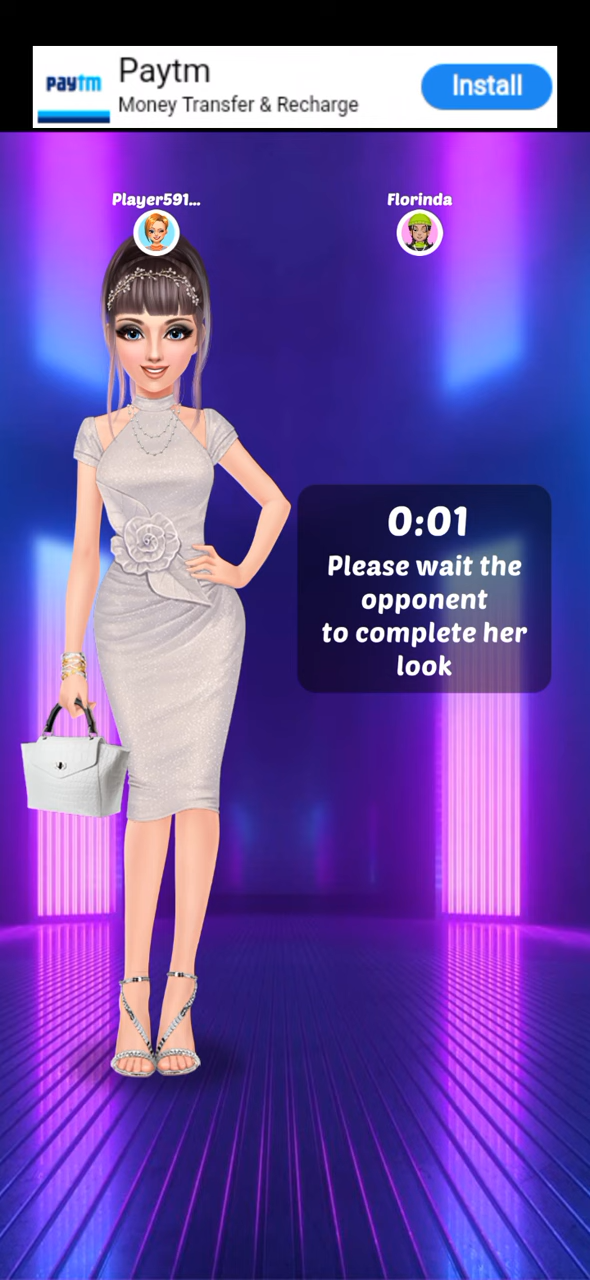 Paytm
paytm
Install
Money Transfer & Recharge
Player591...
Florinda
0:01
Please wait the
opponent
to complete her
look